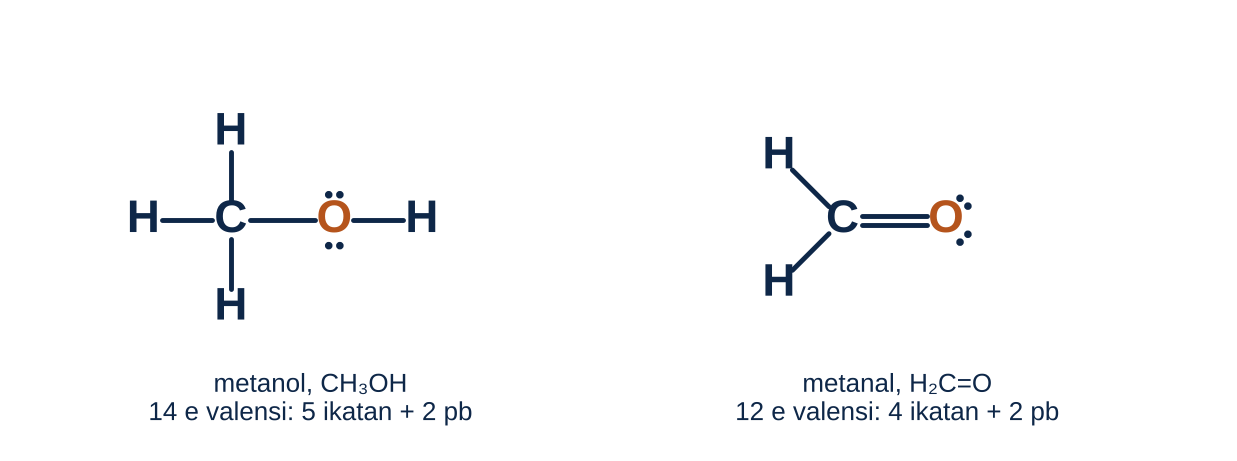 H
H C O H
H
metanol, CH₃OH
14 e valensi: 5 ikatan + 2 pb
H
C O
H
metanal, H₂C=O
12 e valensi: 4 ikatan + 2 pb